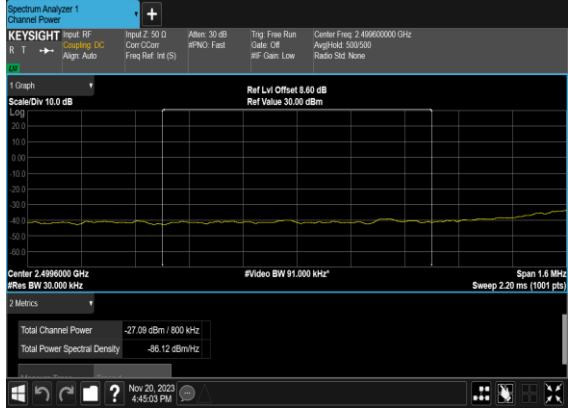 Spectrum Analyzer 1
Channel Power
KEYSIGHT Input: RF Input Z: 50 Ω Atten: 30 dB Trig: Free Run Center Freq: 2.499600000 GHz
R T Coupling: DC Corr CCorr #PNO: Fast Gate: Off Avg|Hold: 500/500
Align: Auto Freq Ref: Int (S) #IF Gain: Low Radio Std: None
1 Graph
Ref Lvl Offset 8.60 dB
Scale/Div 10.0 dB Ref Value 30.00 dBm
Log
20.0
10.0
0.00
-10.0
-20.0
-30.0
-40.0
-50.0
-60.0
Center 2.4996000 GHz #Video BW 91.000 kHz* Span 1.6 MHz
#Res BW 30.000 kHz Sweep 2.20 ms (1001 pts)
2 Metrics
Total Channel Power -27.09 dBm / 800 kHz
Total Power Spectral Density -86.12 dBm/Hz
Nov 20, 2023
4:45:03 PM